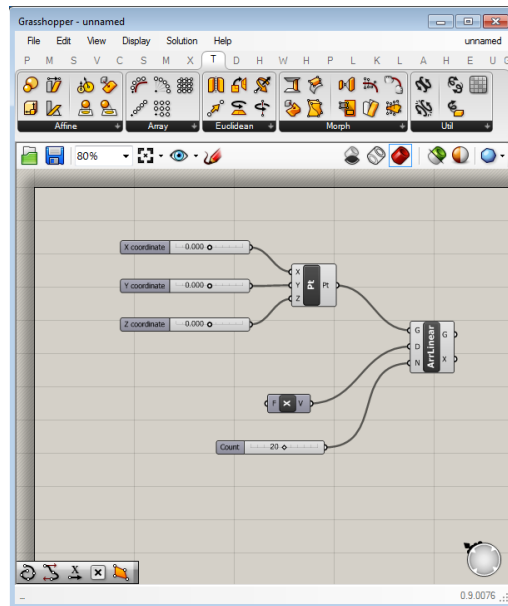 Grasshopper - unnamed
File Edit View Display Solution Help unnamed
P M S V C S M X T D H W H P L K L A H E U G
Affine Array Euclidean Morph Util
80%
X coordinate 0.000
Y coordinate 0.000
Z coordinate 0.000
X Y Z Pt Pt
G D N ArrLinear G X
F X V
Count 20
X
0.9.0076